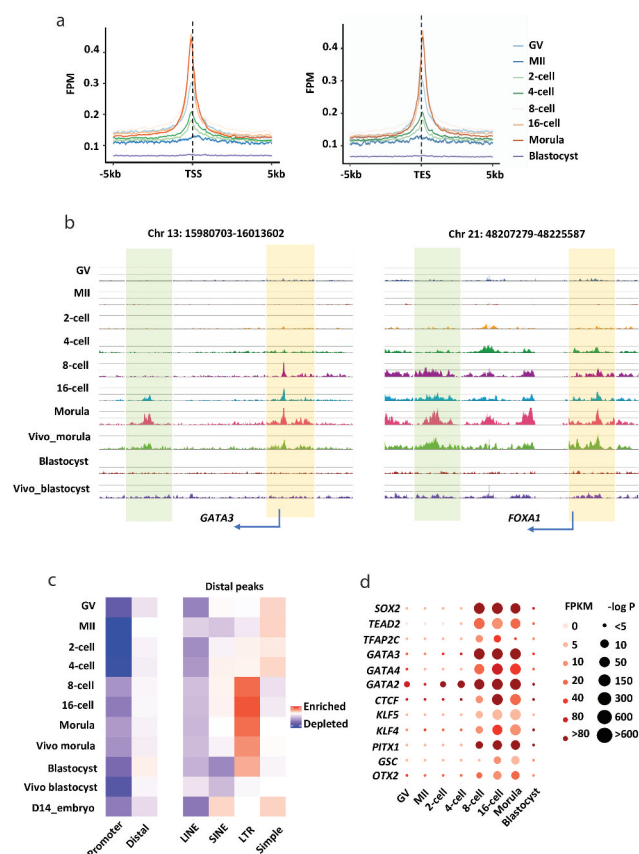 a
FPM
0.4
0.3
0.2
0.1
-5kb
TSS
5kb
FPM
0.4
0.3
0.2
0.1
-5kb
TES
5kb
GV
MII
2-cell
4-cell
8-cell
16-cell
Morula
Blastocyst
b
Chr 13: 15980703-16013602
Chr 21: 48207279-48225587
GV
MII
2-cell
4-cell
8-cell
16-cell
Morula
Vivo_morula
Blastocyst
Vivo_blastocyst
GATA3
FOXA1
c
Distal peaks
GV
MII
2-cell
4-cell
8-cell
16-cell
Morula
Vivo morula
Blastocyst
Vivo blastocyst
D14_embryo
Promoter
Distal
LINE
SINE
LTR
Simple
Enriched
Depleted
d
SOX2
TEAD2
TFAP2C
GATA3
GATA4
GATA2
CTCF
KLF5
KLF4
PITX1
GSC
OTX2
GV
MII
2-cell
4-cell
8-cell
16-cell
Morula
Blastocyst
FPKM
0
5
10
20
40
80
>80
-log P
<5
10
50
150
300
600
>600